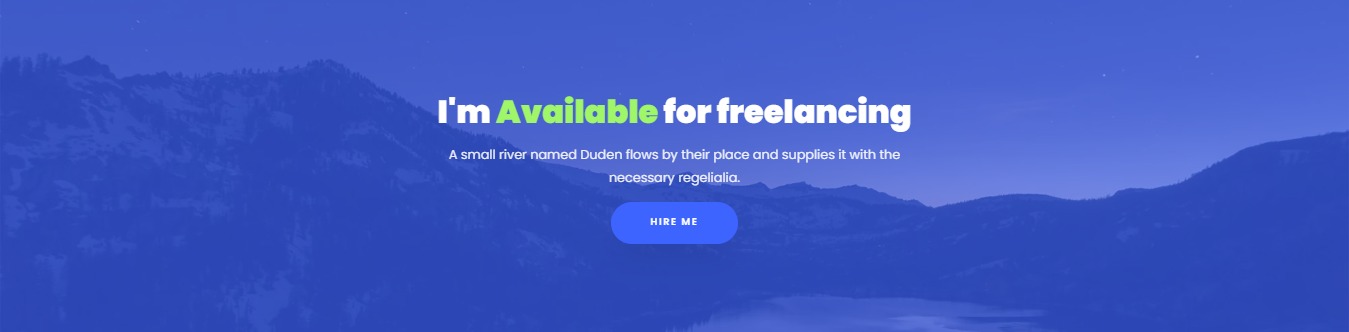 I'm Available for freelancing
A small river named Duden flows by their place and supplies it with the
necessary regelialia.
HIRE ME